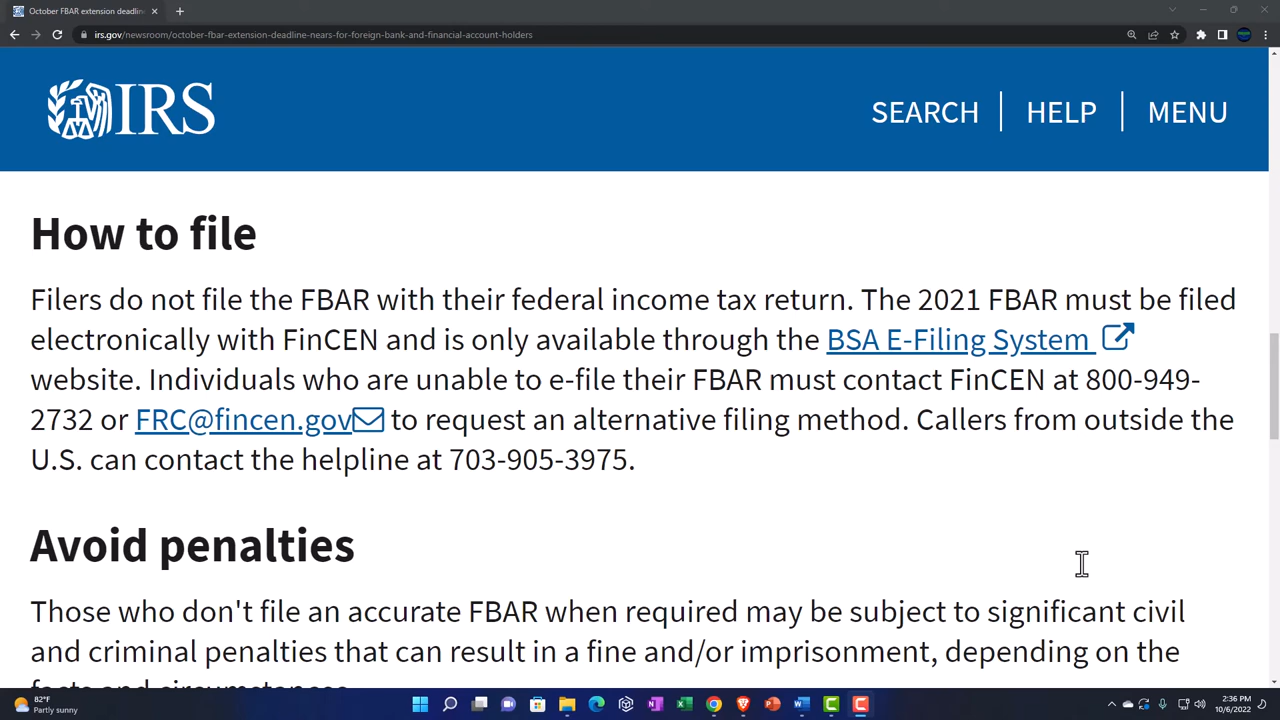 October FBAR extension deadline
irs.gov/newsroom/october-fbar-extension-deadline-nears-for-foreign-bank-and-financial-account-holders
IRS
SEARCH
HELP
MENU
How to file
Filers do not file the FBAR with their federal income tax return. The 2021 FBAR must be filed
electronically with FinCEN and is only available through the BSA E-Filing System
website. Individuals who are unable to e-file their FBAR must contact FinCEN at 800-949-
2732 or FRC@fincen.gov to request an alternative filing method. Callers from outside the
U.S. can contact the helpline at 703-905-3975.
Avoid penalties
Those who don't file an accurate FBAR when required may be subject to significant civil
and criminal penalties that can result in a fine and/or imprisonment, depending on the
facts and circumstances.
82°F
Partly sunny
2:36 PM
10/6/2022